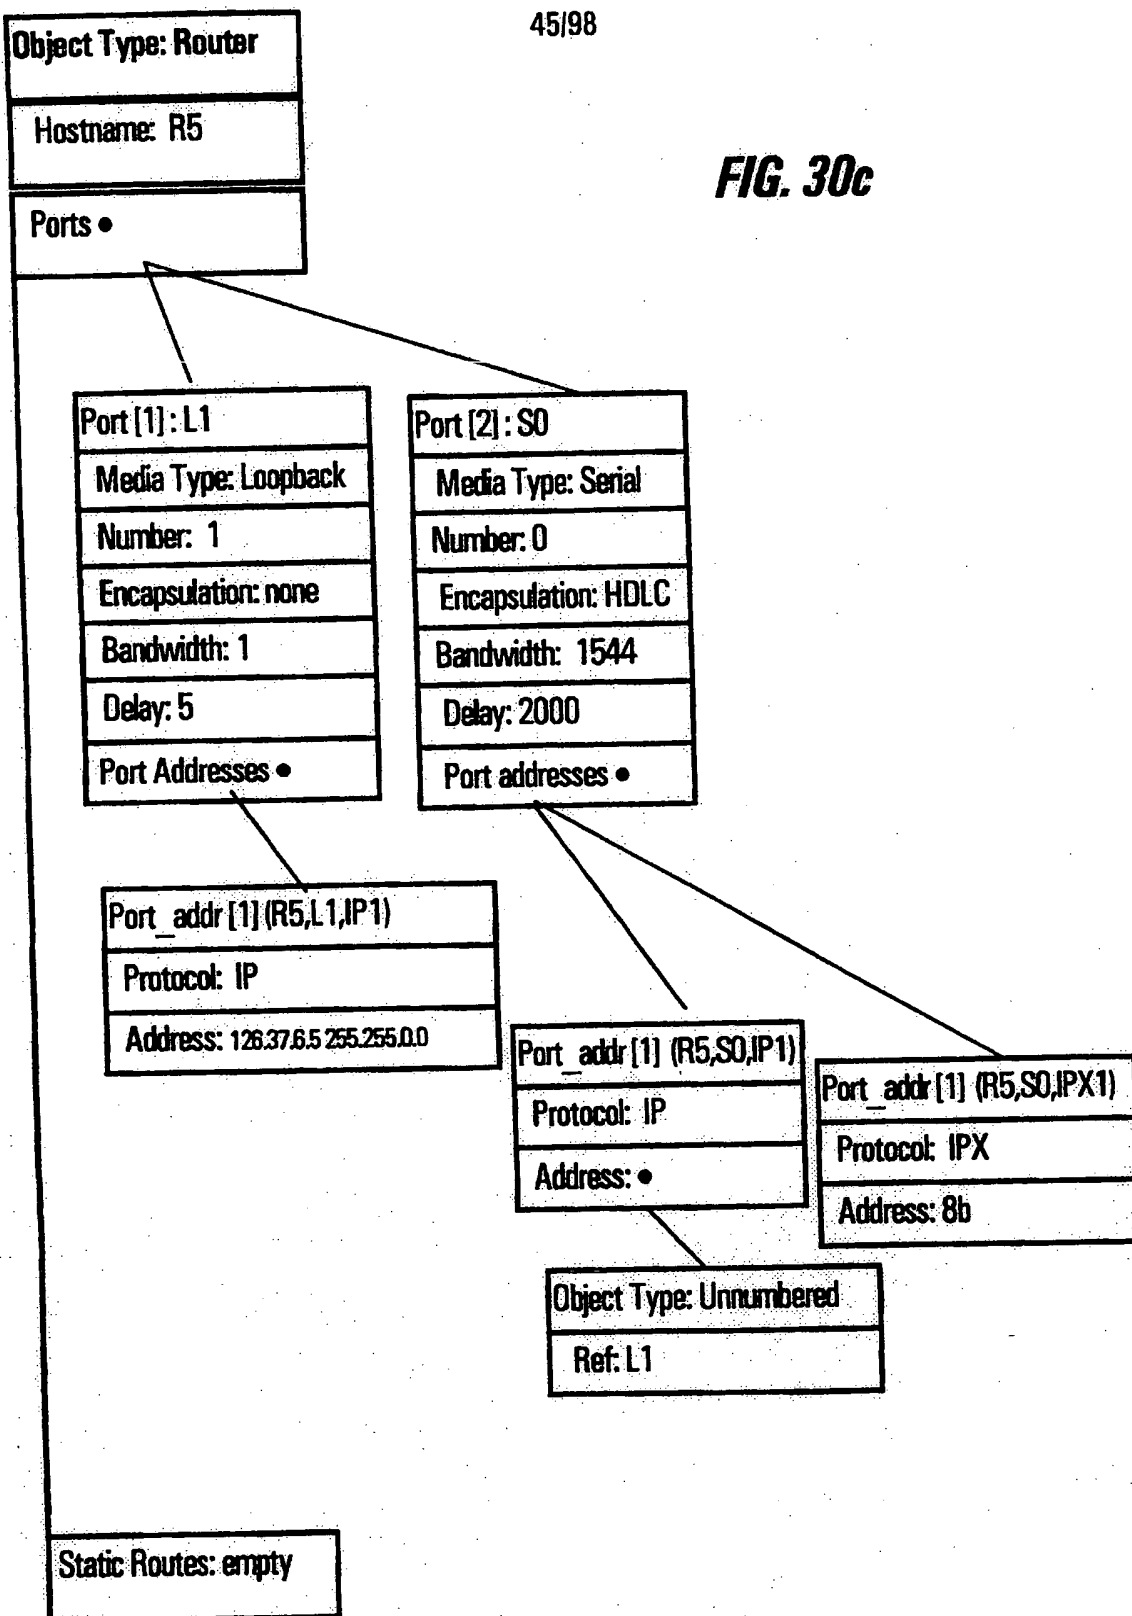 45/98
Object Type: Router
Hostname: R5
FIG. 30c
Ports •
Port [1] : L1
Media Type: Loopback
Number: 1
Encapsulation: none
Bandwidth: 1
Delay: 5
Port Addresses •
Port [2] : S0
Media Type: Serial
Number: 0
Encapsulation: HDLC
Bandwidth: 1544
Delay: 2000
Port addresses •
Port_addr [1] (R5,L1,IP1)
Protocol: IP
Address: 126.37.6.5 255.255.0.0
Port_addr [1] (R5,S0,IP1)
Protocol: IP
Address: •
Port_addr [1] (R5,S0,IPX1)
Protocol: IPX
Address: 8b
Object Type: Unnumbered
Ref: L1
Static Routes: empty